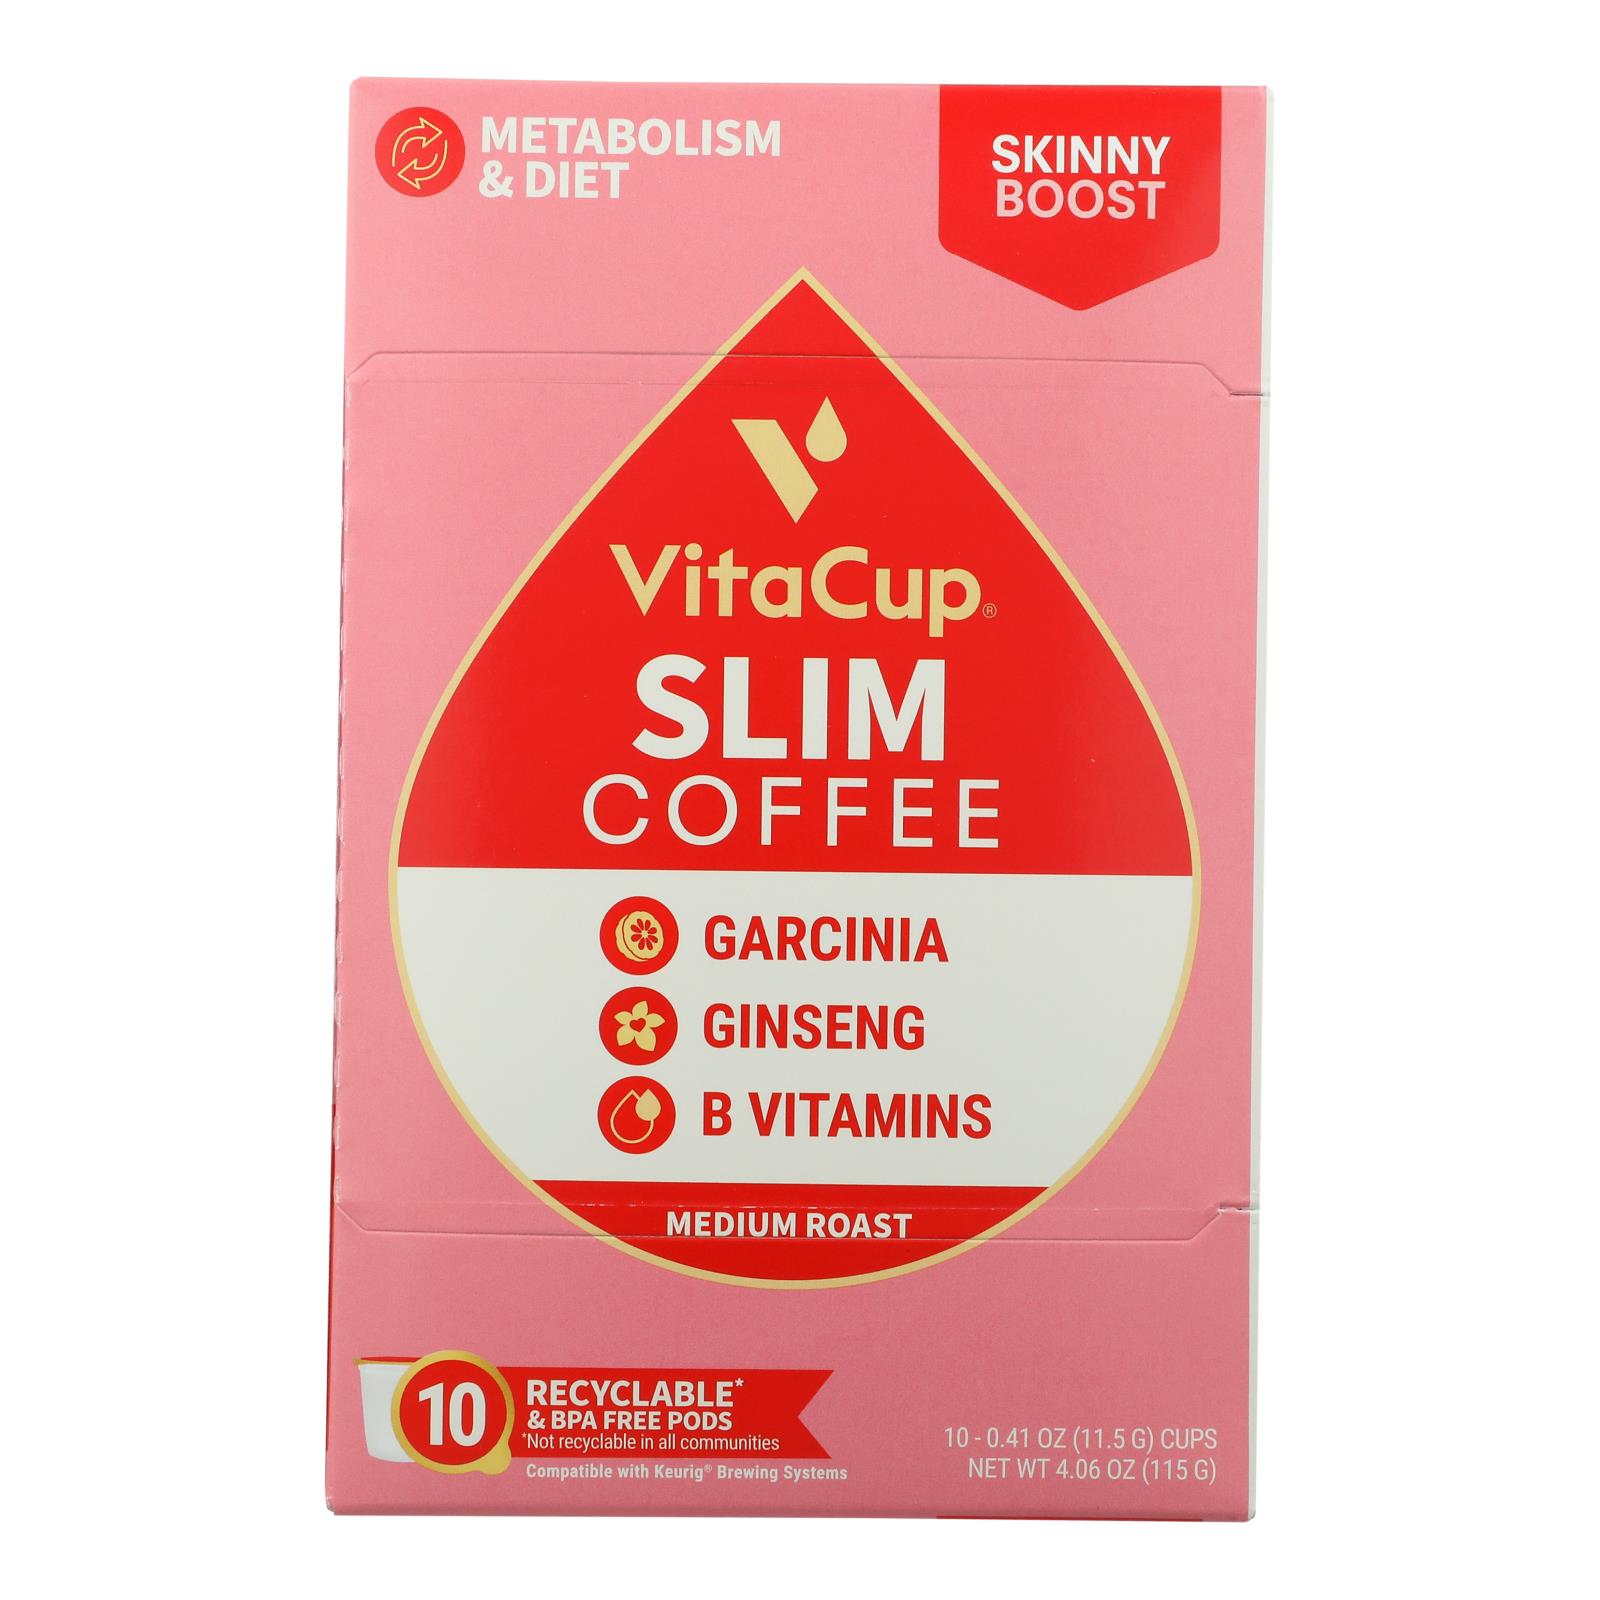 METABOLISM
& DIET
SKINNY
BOOST
VitaCup®
SLIM
COFFEE
GARCINIA
GINSENG
B VITAMINS
MEDIUM ROAST
10
RECYCLABLE*
& BPA FREE PODS
*Not recyclable in all communities
Compatible with Keurig® Brewing Systems
10 - 0.41 OZ (11.5 G) CUPS
NET WT 4.06 OZ (115 G)